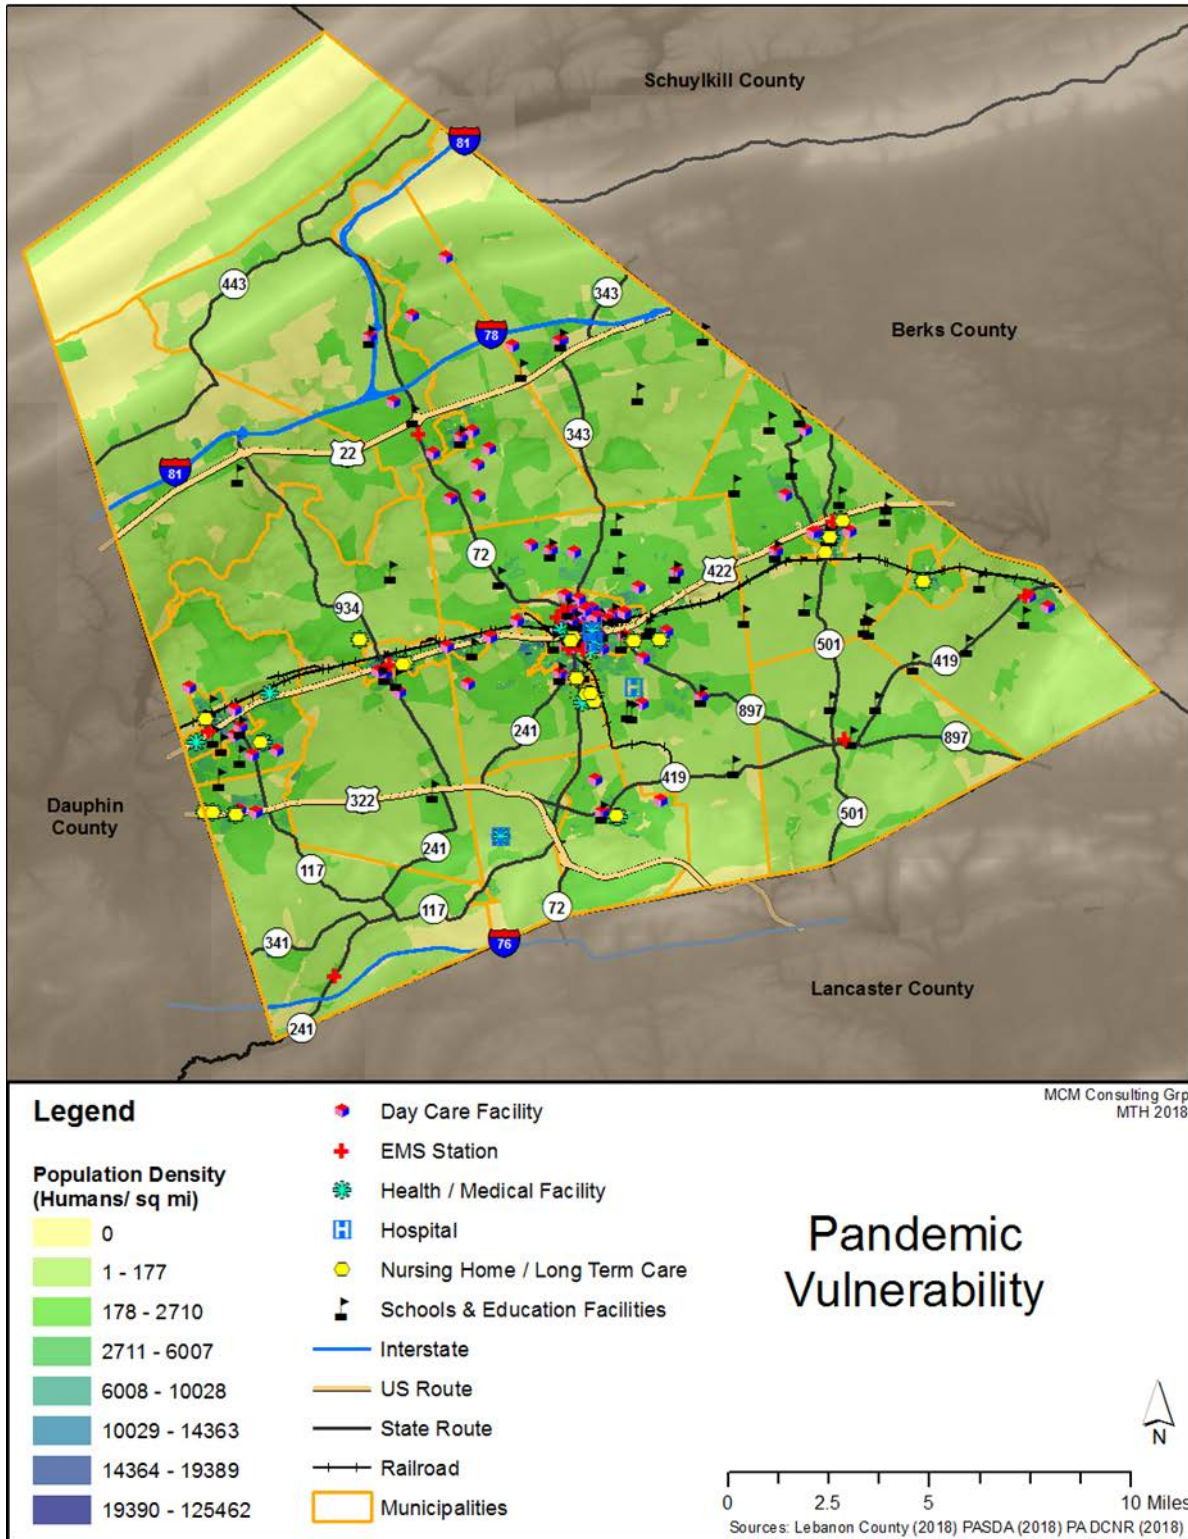 Schuylkill County
81
443
343
78
Berks County
343
22
81
72
422
934
501
419
897
241
897
419
Dauphin
County
322
501
241
117
117
72
341
76
Lancaster County
241
MCM Consulting Grp
MTH 2018
Legend
Population Density
(Humans/ sq mi)
0
1 - 177
178 - 2710
2711 - 6007
6008 - 10028
10029 - 14363
14364 - 19389
19390 - 125462
Day Care Facility
EMS Station
Health / Medical Facility
H Hospital
Nursing Home / Long Term Care
Schools & Education Facilities
Interstate
US Route
State Route
Railroad
Municipalities
Pandemic
Vulnerability
N
0 2.5 5 10 Miles
Sources: Lebanon County (2018) PASDA (2018) PA DCNR (2018)